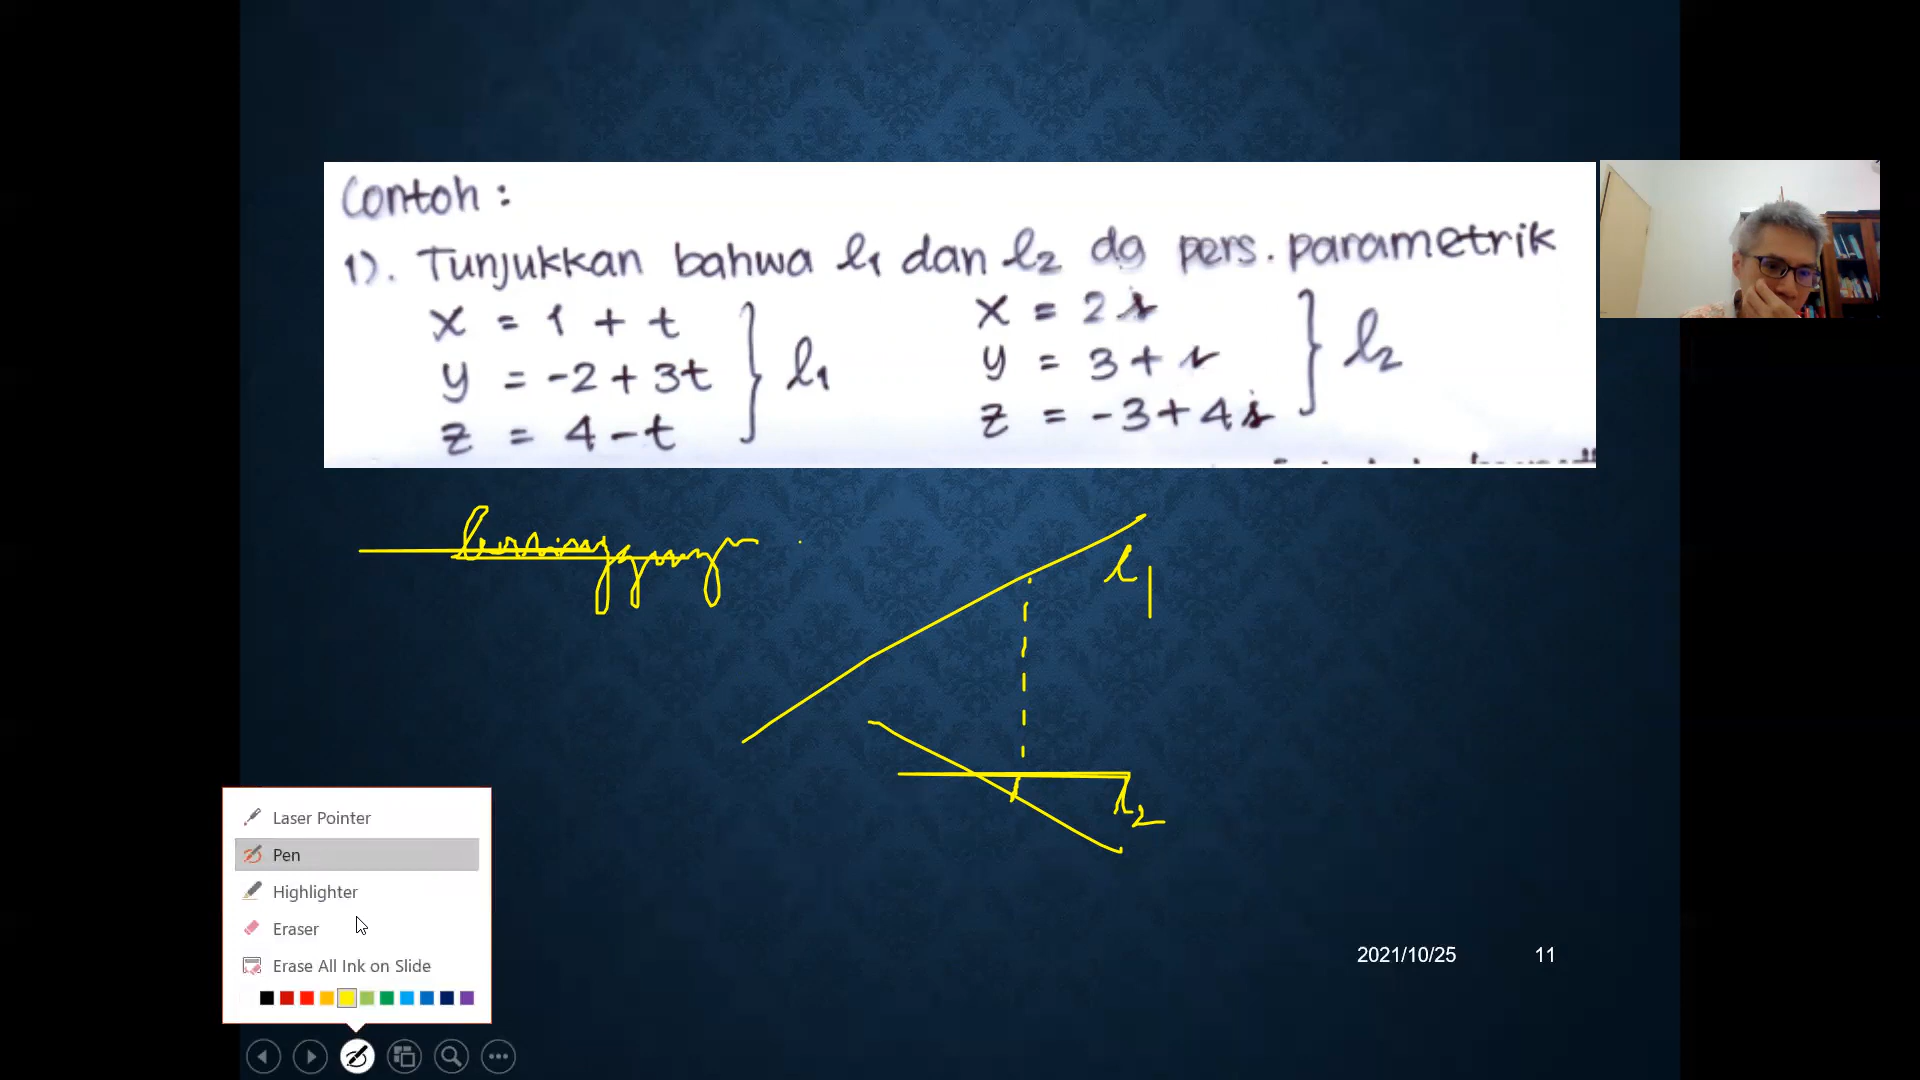 Contoh :
1). Tunjukkan bahwa l1 dan l2 dg pers. parametrik
x = 1 + t
y = -2 + 3t
z = 4 - t
l1
x = 2s
y = 3 + s
z = -3 + 4s
l2
bersinggung
l1
l2
Laser Pointer
Pen
Highlighter
Eraser
Erase All Ink on Slide
2021/10/25 11